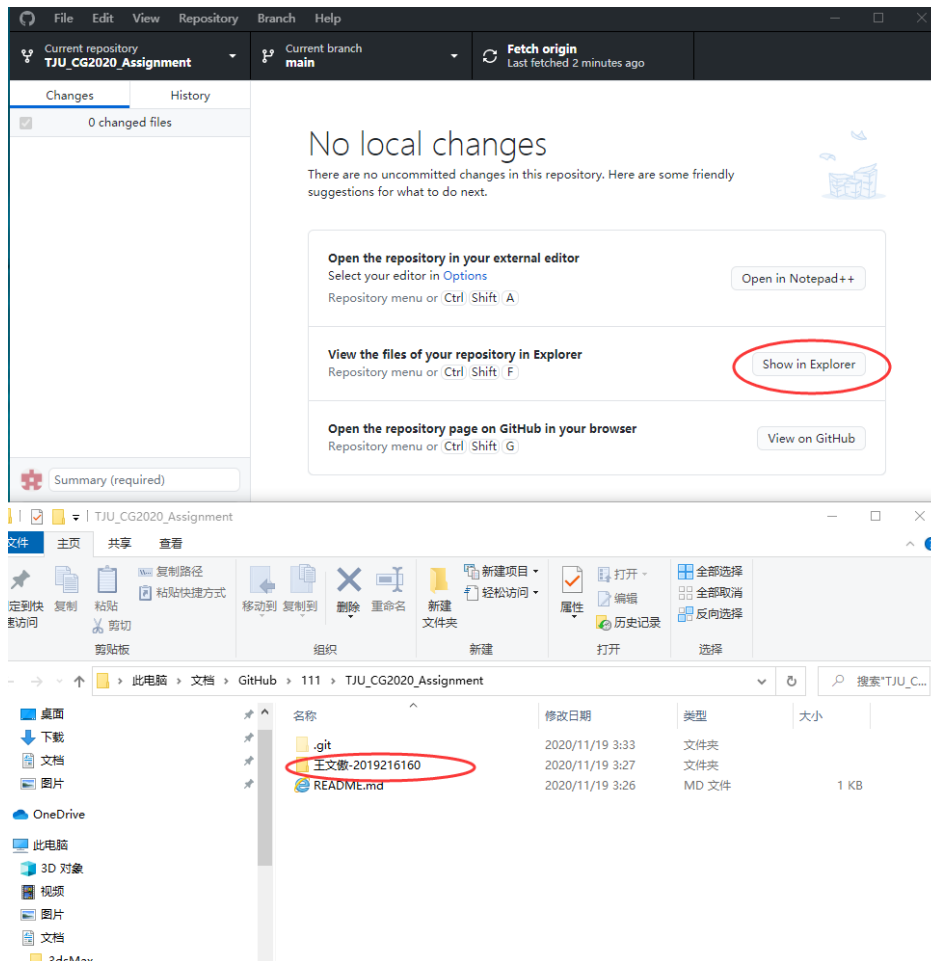 File Edit View Repository Branch Help
Current repository
TJU_CG2020_Assignment
Current branch
main
Fetch origin
Last fetched 2 minutes ago
Changes History
0 changed files
No local changes
There are no uncommitted changes in this repository. Here are some friendly
suggestions for what to do next.
Open the repository in your external editor
Select your editor in Options
Repository menu or Ctrl Shift A
Open in Notepad++
View the files of your repository in Explorer
Repository menu or Ctrl Shift F
Show in Explorer
Open the repository page on GitHub in your browser
Repository menu or Ctrl Shift G
View on GitHub
Summary (required)
TJU_CG2020_Assignment
文件 主页 共享 查看
定到快
速访问
复制
粘贴
复制路径
粘贴快捷方式
剪切
剪贴板
移动到 复制到 删除 重命名
组织
新建
文件夹
新建项目
轻松访问
新建
属性
打开
编辑
历史记录
打开
全部选择
全部取消
反向选择
选择
此电脑 › 文档 › GitHub › 111 › TJU_CG2020_Assignment
搜索"TJU_C...
桌面
下载
文档
图片
OneDrive
此电脑
3D 对象
视频
图片
文档
3dsMax
名称 修改日期 类型 大小
.git 2020/11/19 3:33 文件夹
王文傲-2019216160 2020/11/19 3:27 文件夹
README.md 2020/11/19 3:26 MD 文件 1 KB